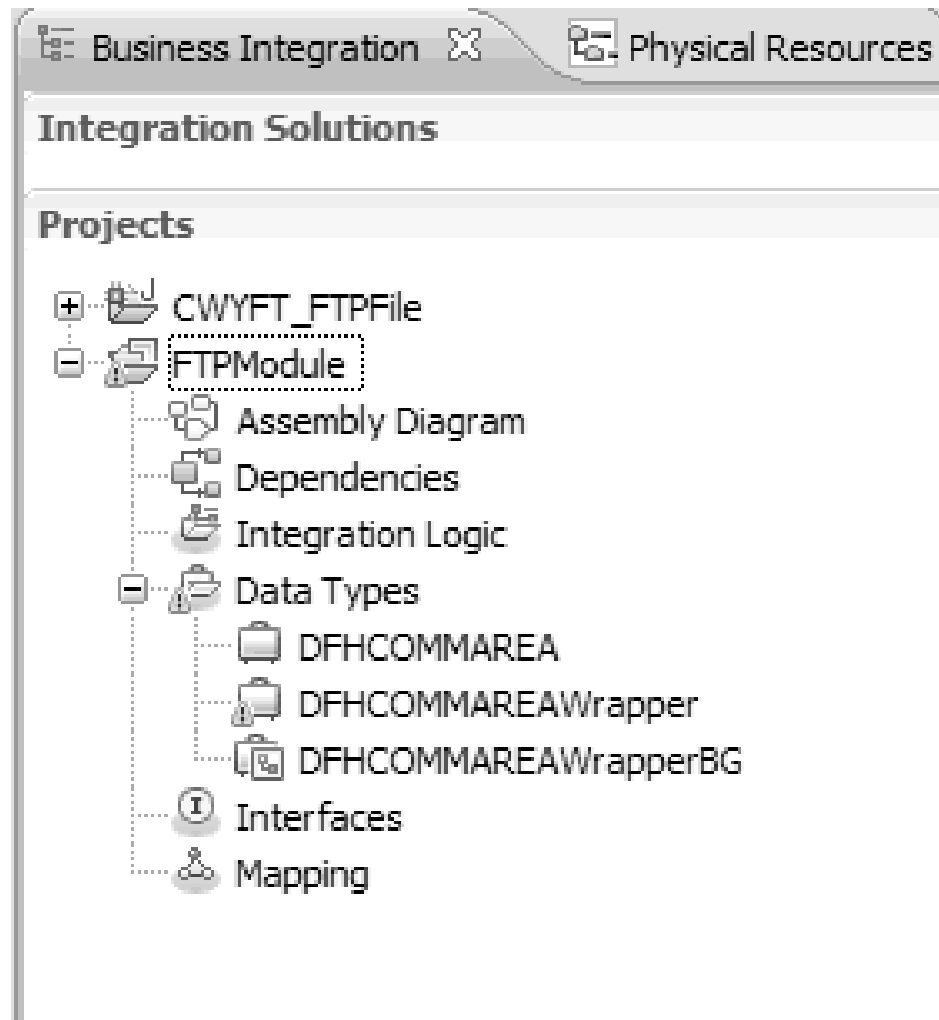 Business Integration Physical Resources
Integration Solutions
Projects
CWYFT_FTPFile
FTPModule
Assembly Diagram
Dependencies
Integration Logic
Data Types
DFHCOMMAREA
DFHCOMMAREAWrapper
DFHCOMMAREAWrapperBG
Interfaces
Mapping